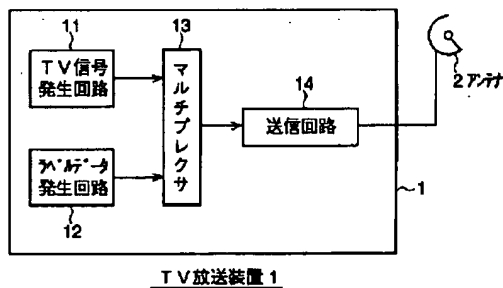 11
TV信号
発生回路
13
マルチプレクサ
14
送信回路
2 アンテナ
ラベルデータ
発生回路
12
1
TV放送装置1